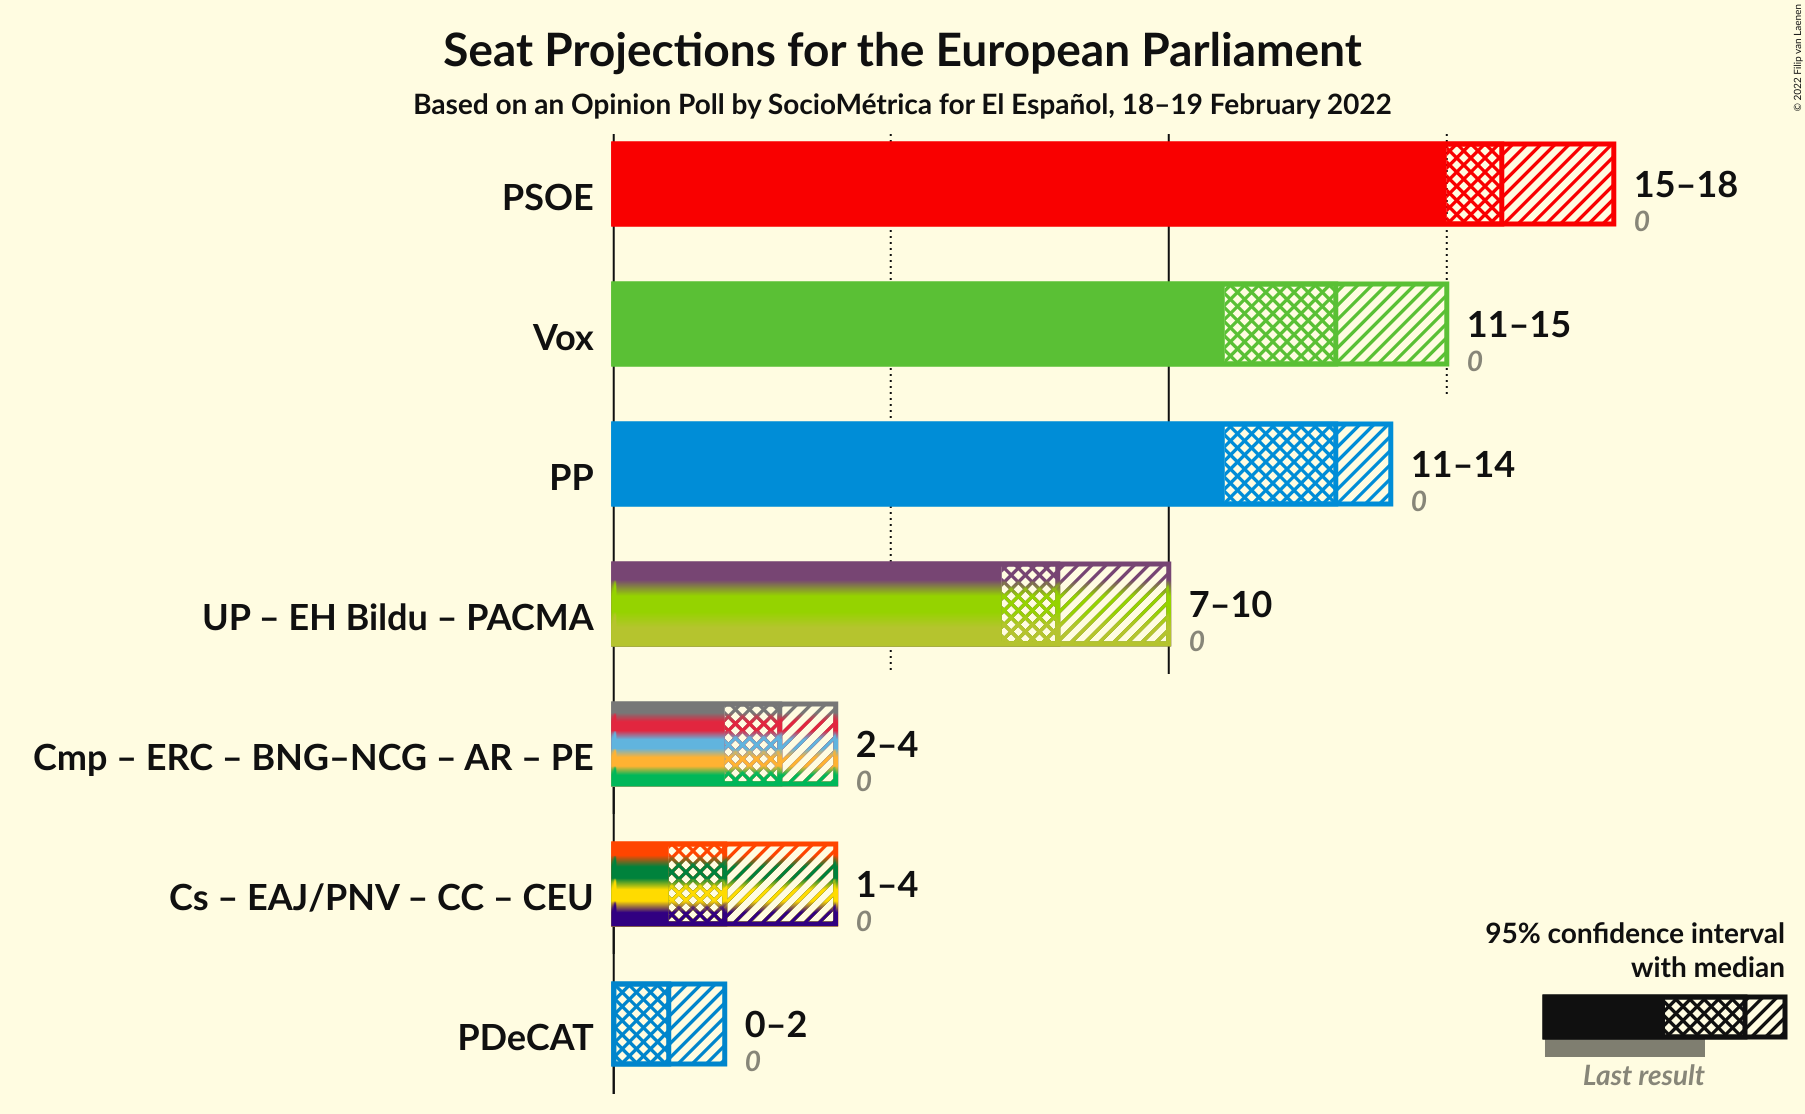 Seat Projections for the European Parliament
Based on an Opinion Poll by SocioMétrica for El Español, 18–19 February 2022
© 2022 Filip van Laenen
PSOE
15–18
0
Vox
11–15
0
PP
11–14
0
UP – EH Bildu – PACMA
7–10
0
Cmp – ERC – BNG–NCG – AR – PE
2–4
0
Cs – EAJ/PNV – CC – CEU
1–4
0
PDeCAT
0–2
0
95% confidence interval
with median
Last result